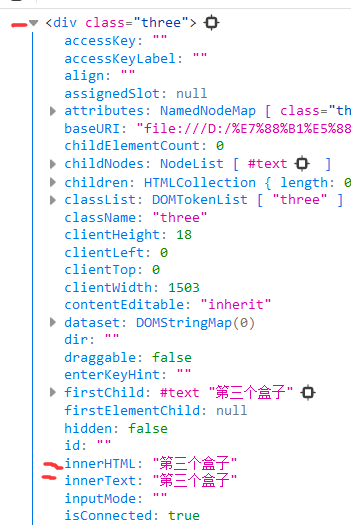 <div class="three">
accessKey: ""
accessKeyLabel: ""
align: ""
assignedSlot: null
attributes: NamedNodeMap [ class="th
baseURI: "file:///D:/%E7%88%B1%E5%88
childElementCount: 0
childNodes: NodeList [ #text ]
children: HTMLCollection { length: 0
classList: DOMTokenList [ "three" ]
className: "three"
clientHeight: 18
clientLeft: 0
clientTop: 0
clientWidth: 1503
contentEditable: "inherit"
dataset: DOMStringMap(0)
dir: ""
draggable: false
enterKeyHint: ""
firstChild: #text "第三个盒子"
firstElementChild: null
hidden: false
id: ""
innerHTML: "第三个盒子"
innerText: "第三个盒子"
inputMode: ""
isConnected: true